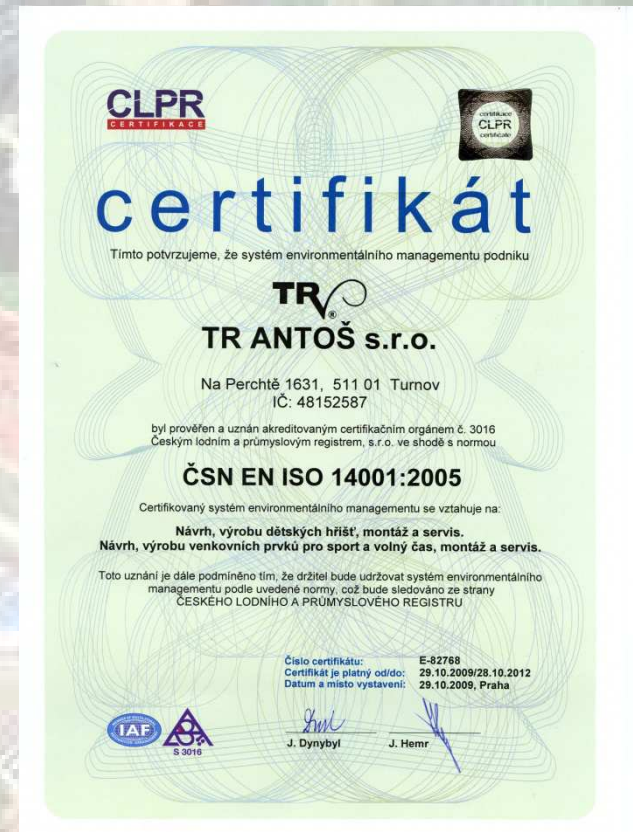 CLPR
CERTIFIKACE
certifikace
CLPR
certificate
certifikát
Tímto potvrzujeme, že systém environmentálního managementu podniku
TR
®
TR ANTOŠ s.r.o.
Na Perchtě 1631, 511 01 Turnov
IČ: 48152587
byl prověřen a uznán akreditovaným certifikačním orgánem č. 3016
Českým lodním a průmyslovým registrem, s.r.o. ve shodě s normou
ČSN EN ISO 14001:2005
Certifikovaný systém environmentálního managementu se vztahuje na:
Návrh, výrobu dětských hřišť, montáž a servis.
Návrh, výrobu venkovních prvků pro sport a volný čas, montáž a servis.
Toto uznání je dále podmíněno tím, že držitel bude udržovat systém environmentálního
managementu podle uvedené normy, což bude sledováno ze strany
ČESKÉHO LODNÍHO A PRŮMYSLOVÉHO REGISTRU
Číslo certifikátu: E-82768
Certifikát je platný od/do: 29.10.2009/28.10.2012
Datum a místo vystavení: 29.10.2009, Praha
IAF
S 3016
J. Dynybyl J. Hemr